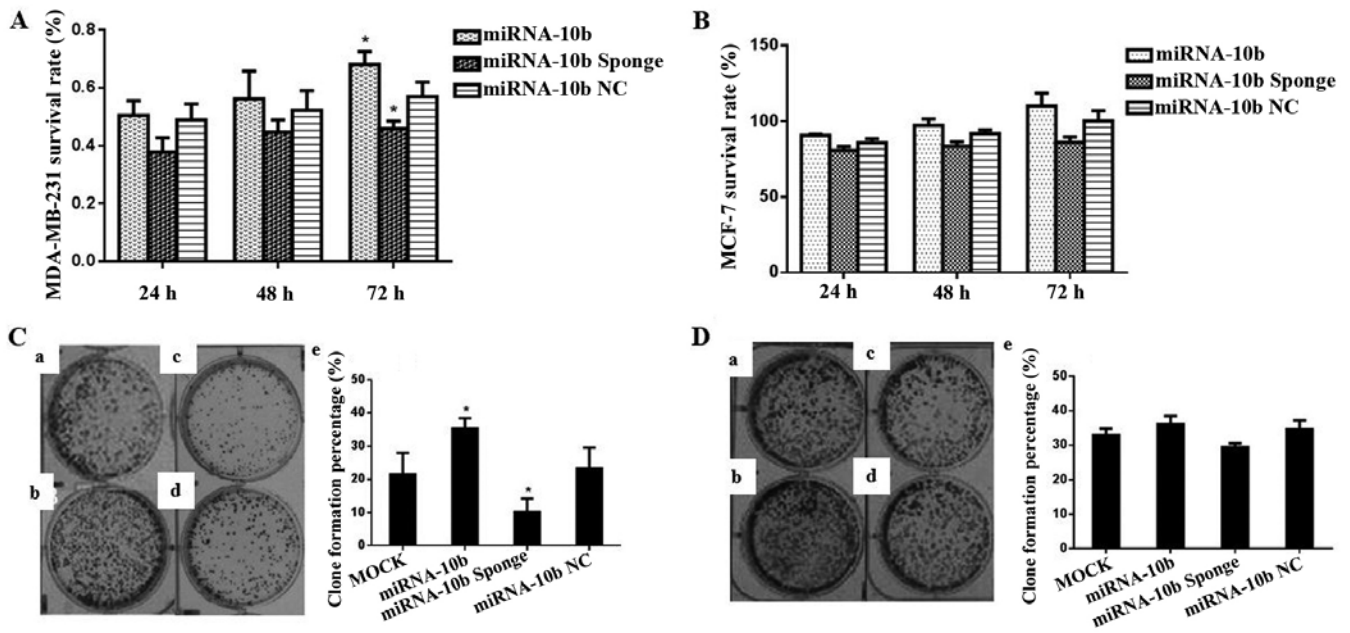 A
MDA-MB-231 survival rate (%)
0.8
0.6
0.4
0.2
0.0
24 h
48 h
72 h
*
*
miRNA-10b
miRNA-10b Sponge
miRNA-10b NC
B
MCF-7 survival rate (%)
150
100
50
0
24 h
48 h
72 h
miRNA-10b
miRNA-10b Sponge
miRNA-10b NC
C
a
c
b
d
e
Clone formation percentage (%)
50
40
30
20
10
0
*
*
MOCK
miRNA-10b
miRNA-10b Sponge
miRNA-10b NC
D
a
c
b
d
e
Clone formation percentage (%)
50
40
30
20
10
0
MOCK
miRNA-10b
miRNA-10b Sponge
miRNA-10b NC